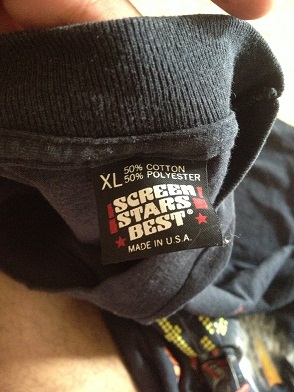 XL 50% COTTON
50% POLYESTER
SCREEN
STARS
BEST®
MADE IN U.S.A.